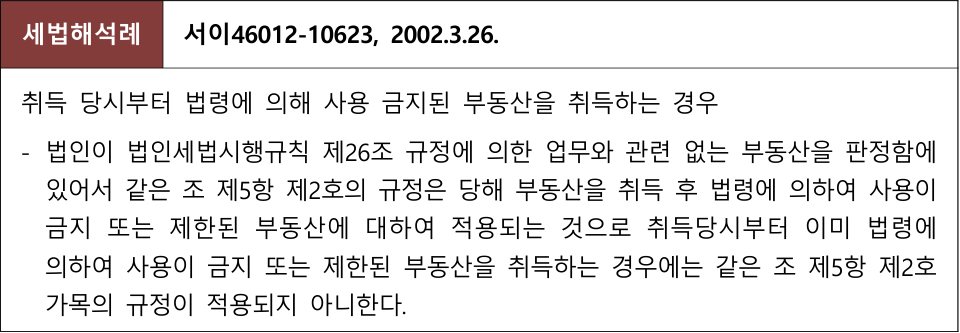 세법해석례 서이46012-10623, 2002.3.26.
취득 당시부터 법령에 의해 사용 금지된 부동산을 취득하는 경우
- 법인이 법인세법시행규칙 제26조 규정에 의한 업무와 관련 없는 부동산을 판정함에
있어서 같은 조 제5항 제2호의 규정은 당해 부동산을 취득 후 법령에 의하여 사용이
금지 또는 제한된 부동산에 대하여 적용되는 것으로 취득당시부터 이미 법령에
의하여 사용이 금지 또는 제한된 부동산을 취득하는 경우에는 같은 조 제5항 제2호
가목의 규정이 적용되지 아니한다.